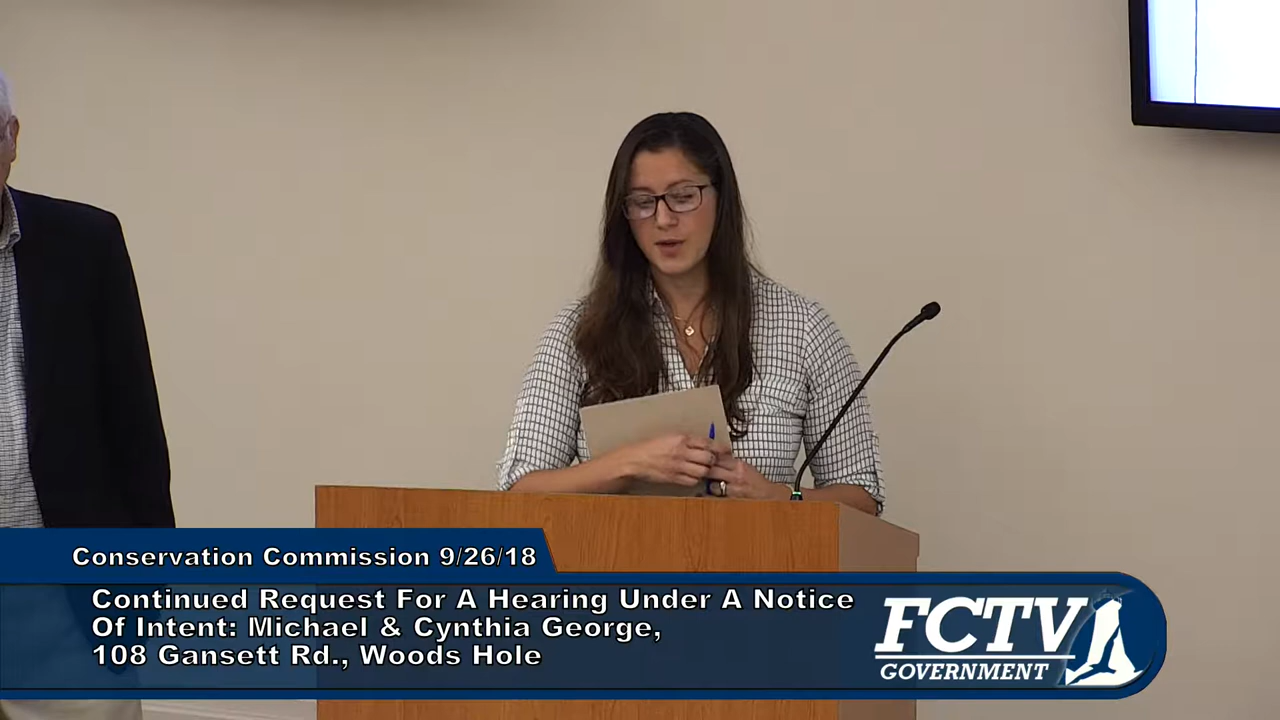 Conservation Commission 9/26/18
Continued Request For A Hearing Under A Notice
Of Intent: Michael & Cynthia George,
108 Gansett Rd., Woods Hole
FCTV
GOVERNMENT